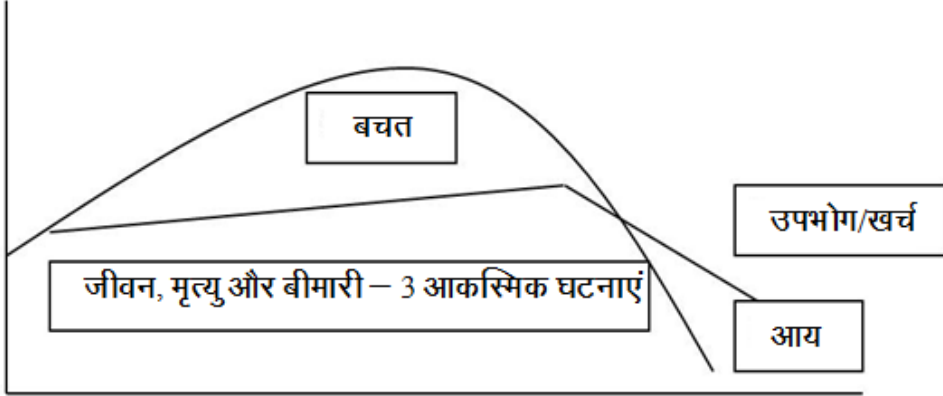 बचत
उपभोग/खर्च
जीवन, मृत्यु और बीमारी – 3 आकस्मिक घटनाएं
आय